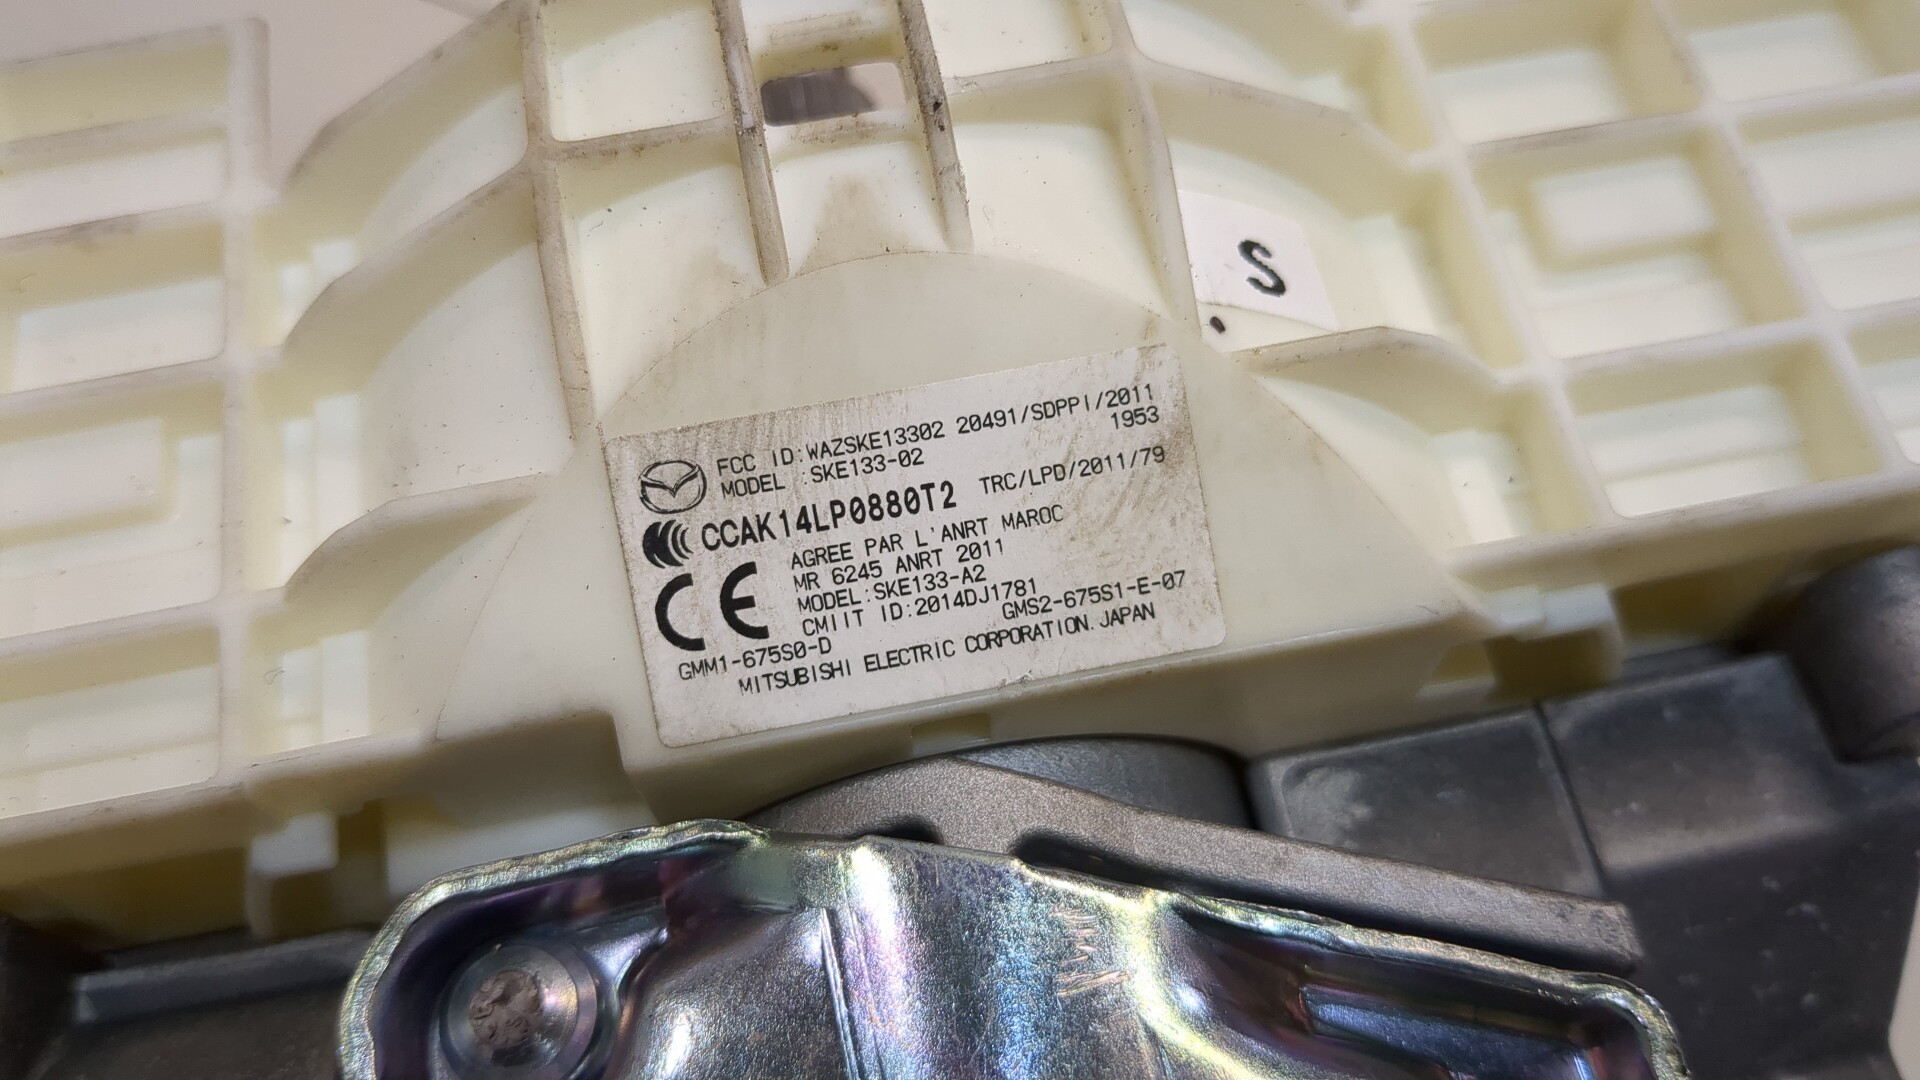 S
FCC ID:WAZSKE13302 20491/SDPPI/2011
MODEL :SKE133-02 1953
CCAK14LP0880T2 TRC/LPD/2011/79
AGREE PAR L'ANRT MAROC
MR 6245 ANRT 2011
MODEL:SKE133-A2
CE CMIIT ID:2014DJ1781
GMM1-675S0-D GMS2-675S1-E-07
MITSUBISHI ELECTRIC CORPORATION.JAPAN